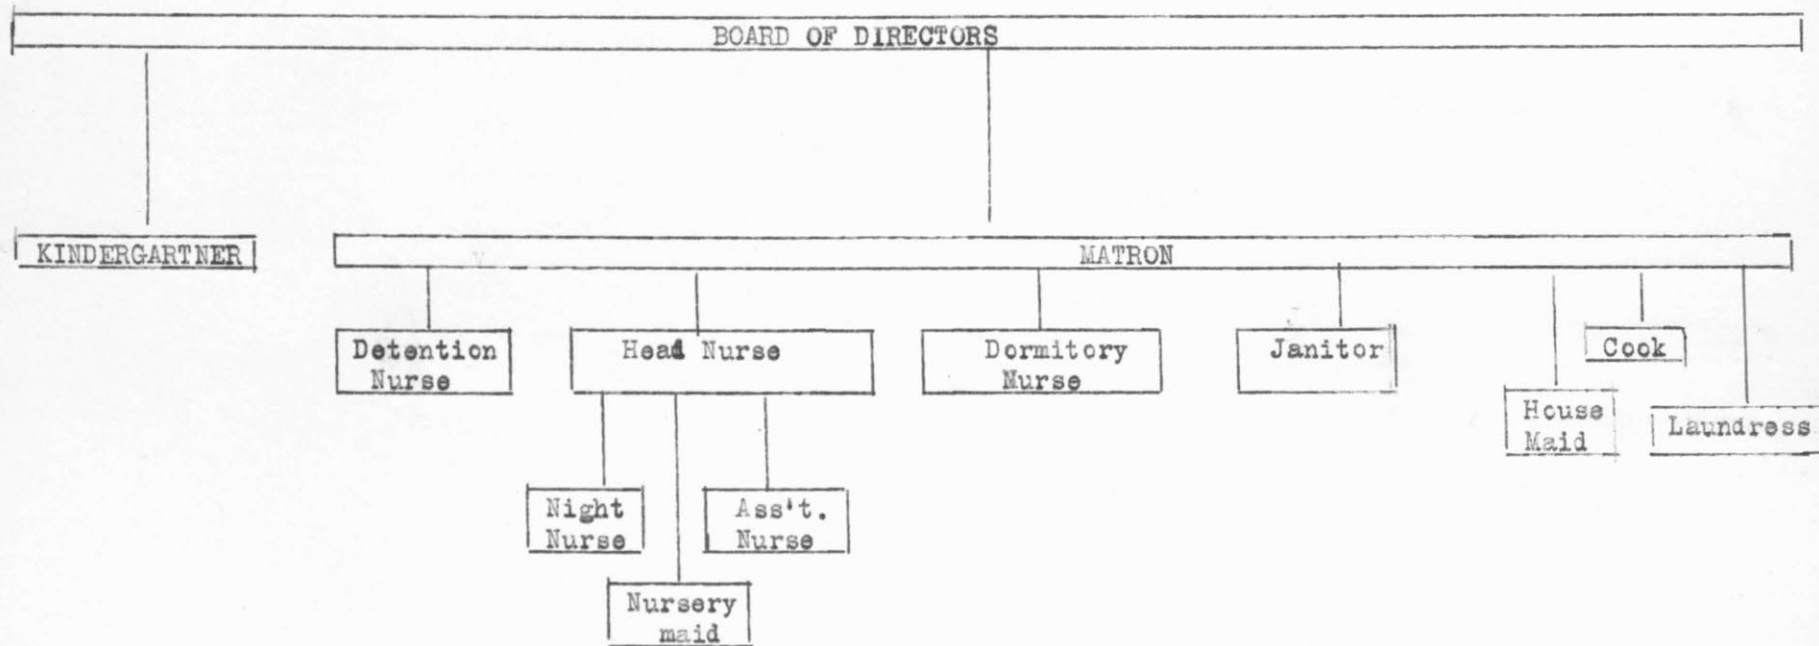 BOARD OF DIRECTORS
KINDERGARTNER
MATRON
Detention
Nurse
Head Nurse
Dormitory
Nurse
Janitor
Cook
House
Maid
Laundress
Night
Nurse
Ass't.
Nurse
Nursery
maid